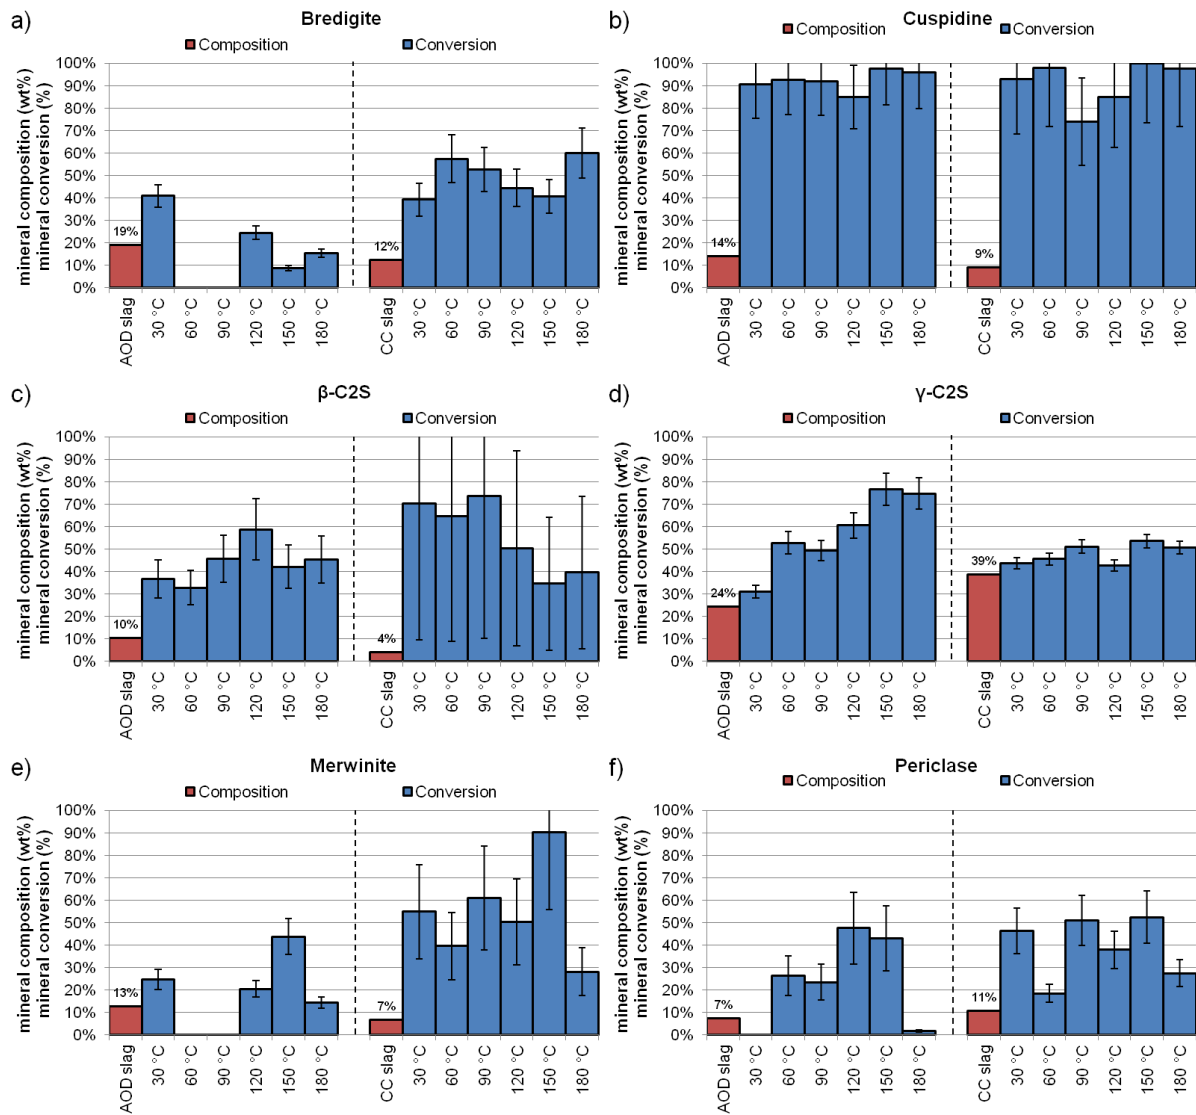 a) Bredigite
Composition Conversion
mineral composition (wt%)
mineral conversion (%)
100%
90%
80%
70%
60%
50%
40%
30%
20%
10%
0%
19%
12%
AOD slag 30 °C 60 °C 90 °C 120 °C 150 °C 180 °C CC slag 30 °C 60 °C 90 °C 120 °C 150 °C 180 °C
b) Cuspidine
Composition Conversion
mineral composition (wt%)
mineral conversion (%)
100%
90%
80%
70%
60%
50%
40%
30%
20%
10%
0%
14%
9%
AOD slag 30 °C 60 °C 90 °C 120 °C 150 °C 180 °C CC slag 30 °C 60 °C 90 °C 120 °C 150 °C 180 °C
c) β-C2S
Composition Conversion
mineral composition (wt%)
mineral conversion (%)
100%
90%
80%
70%
60%
50%
40%
30%
20%
10%
0%
10%
4%
AOD slag 30 °C 60 °C 90 °C 120 °C 150 °C 180 °C CC slag 30 °C 60 °C 90 °C 120 °C 150 °C 180 °C
d) γ-C2S
Composition Conversion
mineral composition (wt%)
mineral conversion (%)
100%
90%
80%
70%
60%
50%
40%
30%
20%
10%
0%
24%
39%
AOD slag 30 °C 60 °C 90 °C 120 °C 150 °C 180 °C CC slag 30 °C 60 °C 90 °C 120 °C 150 °C 180 °C
e) Merwinite
Composition Conversion
mineral composition (wt%)
mineral conversion (%)
100%
90%
80%
70%
60%
50%
40%
30%
20%
10%
0%
13%
7%
AOD slag 30 °C 60 °C 90 °C 120 °C 150 °C 180 °C CC slag 30 °C 60 °C 90 °C 120 °C 150 °C 180 °C
f) Periclase
Composition Conversion
mineral composition (wt%)
mineral conversion (%)
100%
90%
80%
70%
60%
50%
40%
30%
20%
10%
0%
7%
11%
AOD slag 30 °C 60 °C 90 °C 120 °C 150 °C 180 °C CC slag 30 °C 60 °C 90 °C 120 °C 150 °C 180 °C